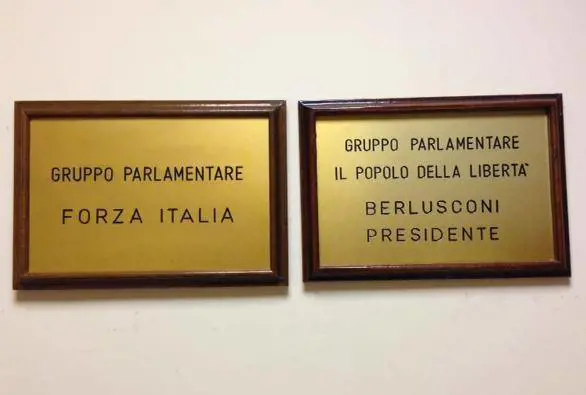 GRUPPO PARLAMENTARE
FORZA ITALIA
GRUPPO PARLAMENTARE
IL POPOLO DELLA LIBERTA`
BERLUSCONI
PRESIDENTE